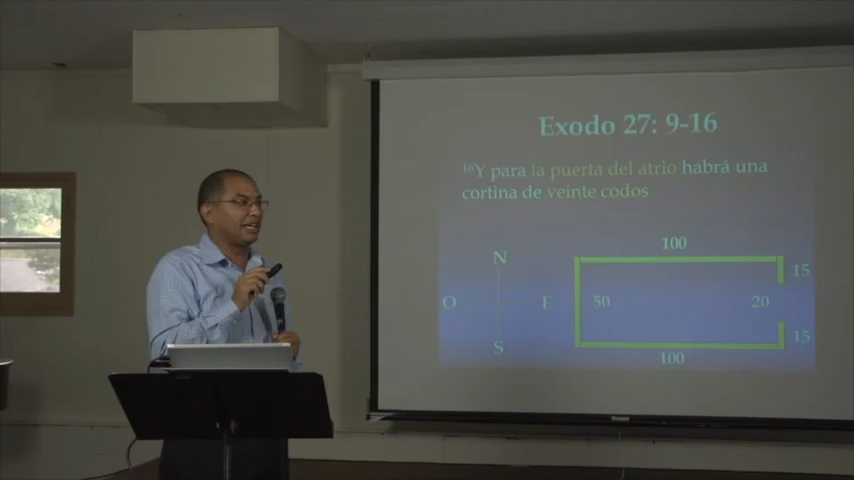 Exodo 27: 9-16
¹⁶Y para la puerta del atrio habrá una
cortina de veinte codos
100
N
15
O
E
50
20
S
15
100